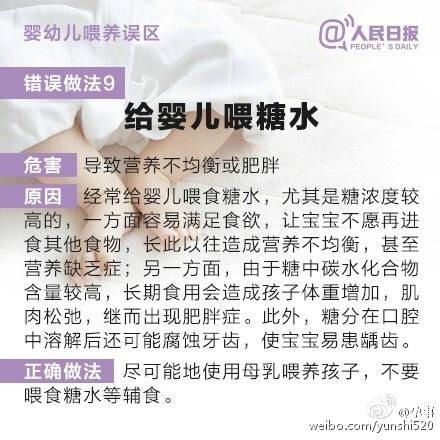 婴幼儿喂养误区
@人民日报
PEOPLE'S DAILY
错误做法9
给婴儿喂糖水
危害 导致营养不均衡或肥胖
原因 经常给婴儿喂食糖水，尤其是糖浓度较
高的，一方面容易满足食欲，让宝宝不愿再进
食其他食物，长此以往造成营养不均衡，甚至
营养缺乏症；另一方面，由于糖中碳水化合物
含量较高，长期食用会造成孩子体重增加，肌
肉松弛，继而出现肥胖症。此外，糖分在口腔
中溶解后还可能腐蚀牙齿，使宝宝易患龋齿。
正确做法 尽可能地使用母乳喂养孩子，不要
喂食糖水等辅食。
weibo.com/yunshi520